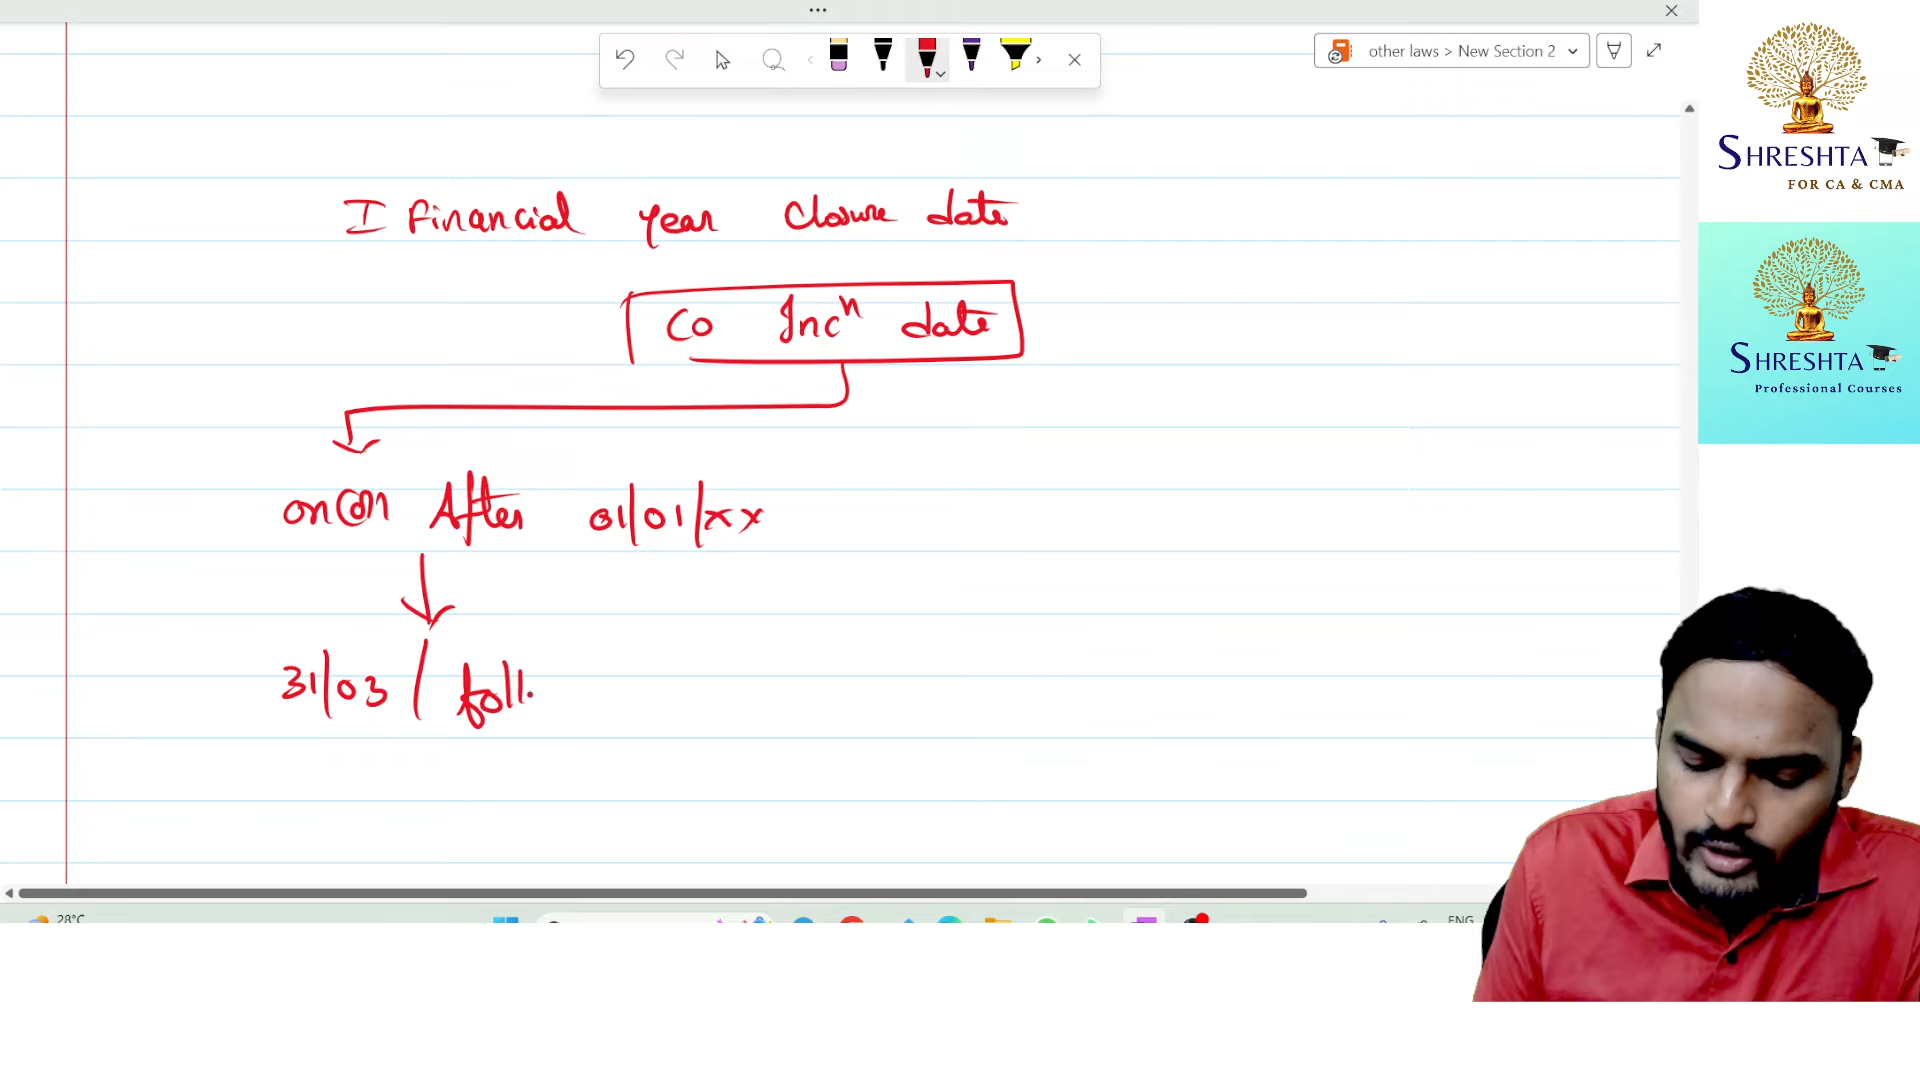 other laws > New Section 2
SHRESHTA
FOR CA & CMA
I Financial year Closure date
SHRESHTA
Professional Courses
Co Incn date
on or After 01/01/xx
31/03/ foll
28°C
ENG